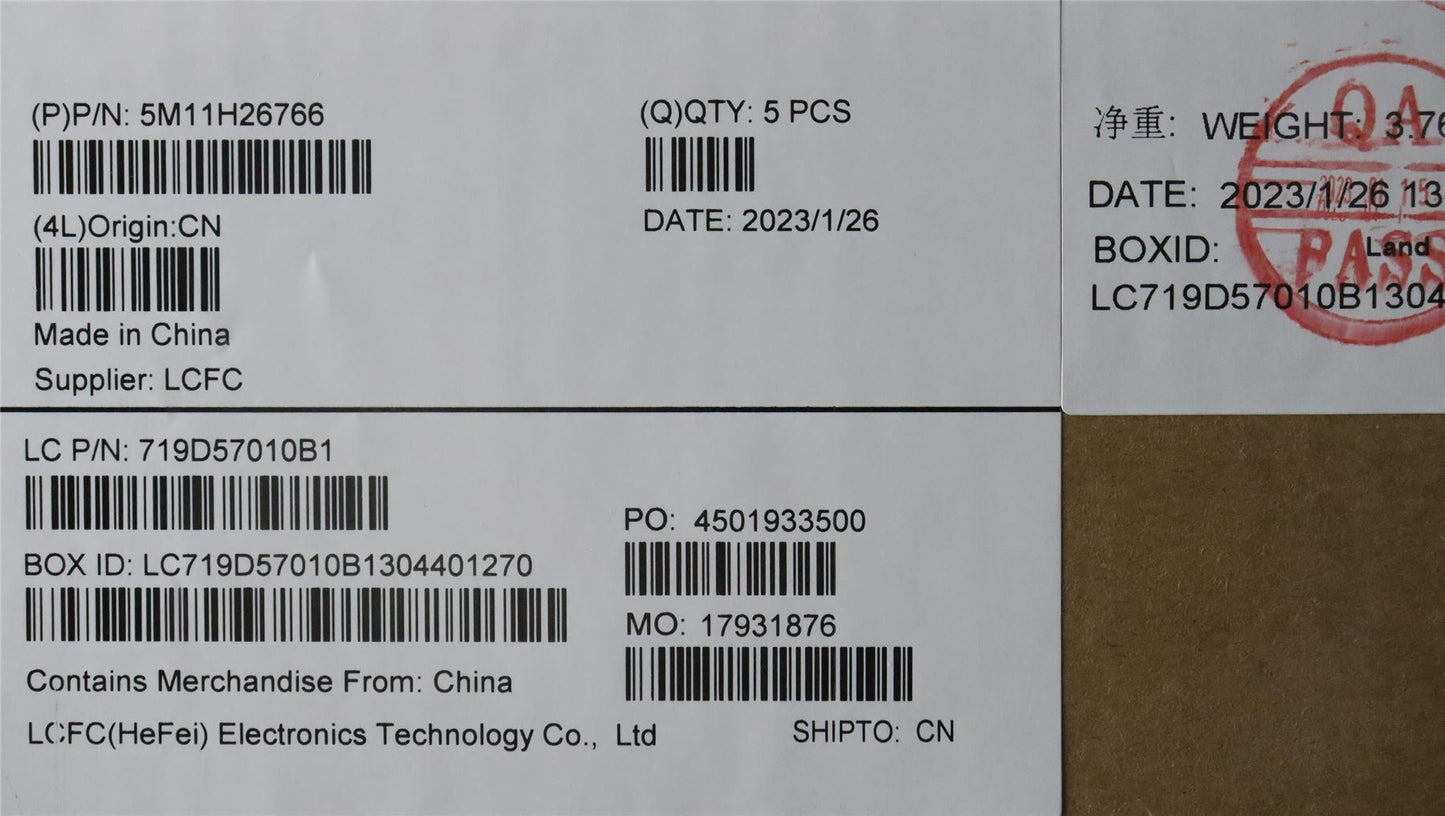 (P)P/N: 5M11H26766
(Q)QTY: 5 PCS
(4L)Origin:CN
DATE: 2023/1/26
Made in China
Supplier: LCFC
LC P/N: 719D57010B1
PO: 4501933500
BOX ID: LC719D57010B1304401270
MO: 17931876
Contains Merchandise From: China
LCFC(HeFei) Electronics Technology Co., Ltd
SHIPTO: CN
净重: WEIGHT: 3.76
DATE: 2023/1/26 13
BOXID: Land
LC719D57010B1304
QA
PASS